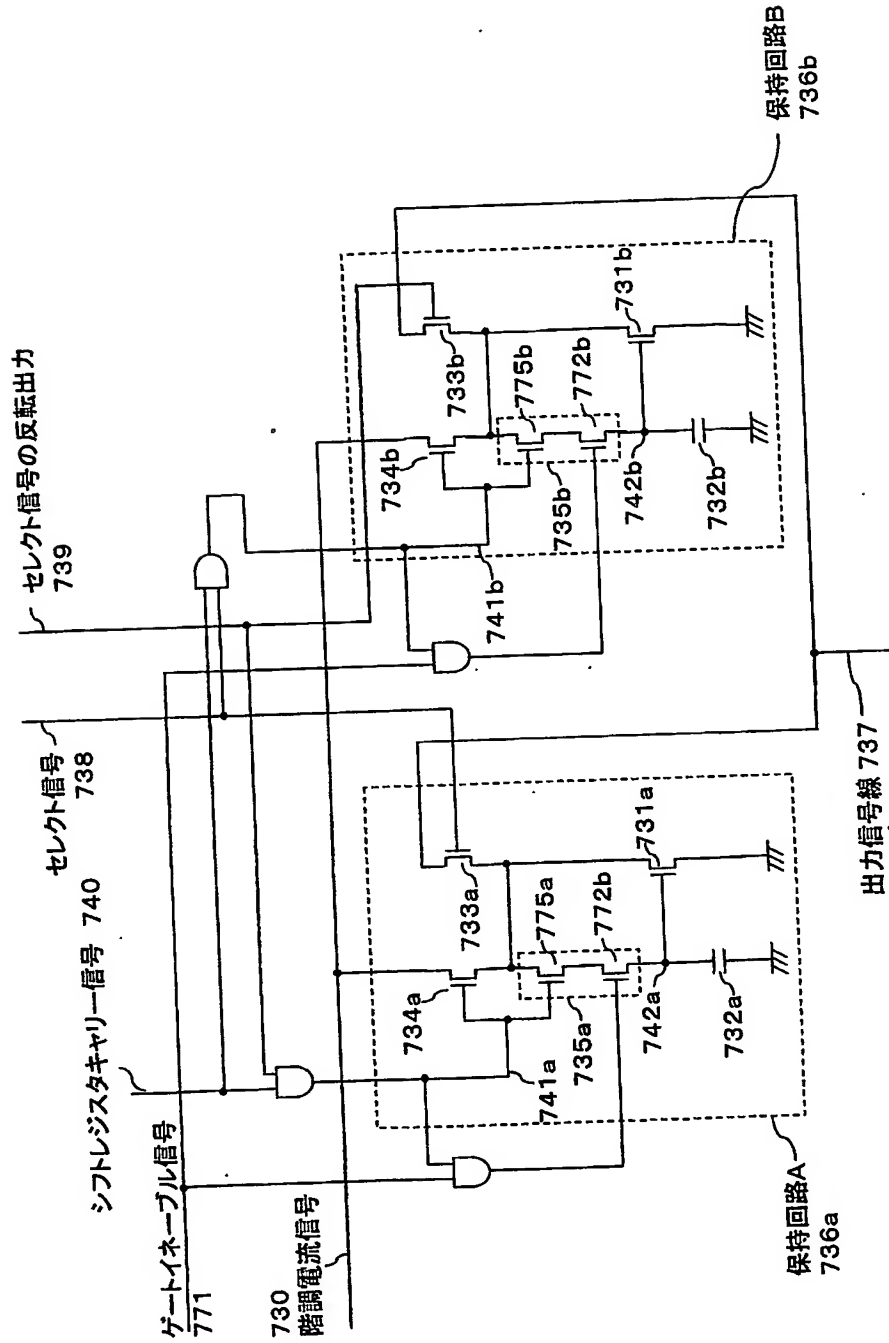 セレクト信号の反転出力
739
セレクト信号
738
シフトレジスタキャリー信号 740
ゲートイネーブル信号
771
730
階調電流信号
734a
741a
733a
775a
735a
772b
742a
731a
732a
保持回路A
736a
734b
741b
733b
775b
735b
772b
742b
731b
732b
保持回路B
736b
出力信号線 737